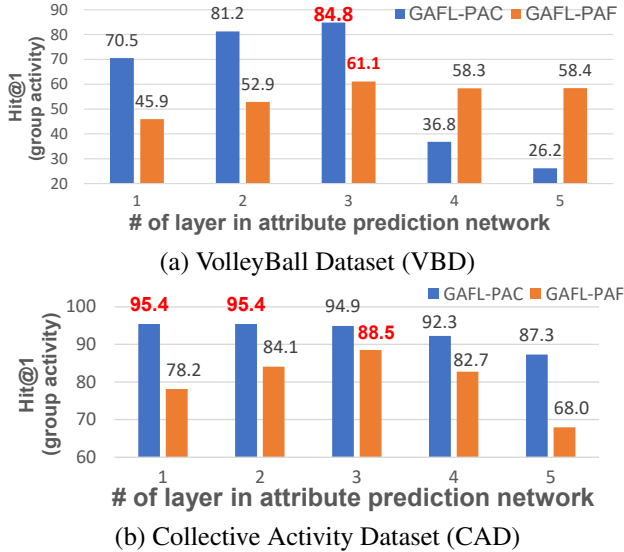 GAFL-PAC GAFL-PAF
Hit@1
(group activity)
90
80
70
60
50
40
30
20
70.5
45.9
81.2
52.9
84.8
61.1
36.8
58.3
26.2
58.4
1 2 3 4 5
# of layer in attribute prediction network
(a) VolleyBall Dataset (VBD)
GAFL-PAC GAFL-PAF
Hit@1
(group activity)
100
90
80
70
60
95.4
78.2
95.4
84.1
94.9
88.5
92.3
82.7
87.3
68.0
1 2 3 4 5
# of layer in attribute prediction network
(b) Collective Activity Dataset (CAD)